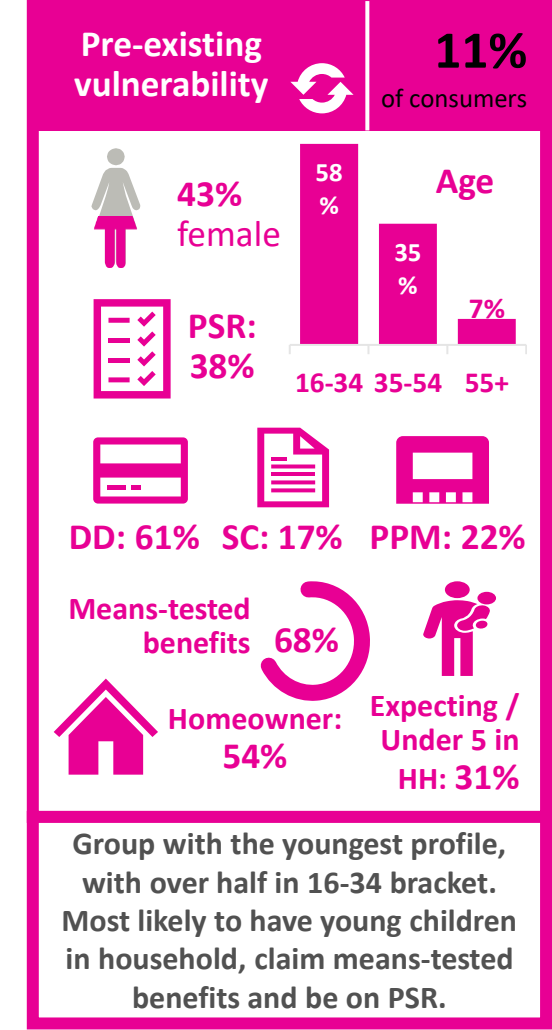 Pre-existing
vulnerability
11%
of consumers
43%
female
Age
58
%
35
%
7%
16-34 35-54 55+
PSR:
38%
DD: 61% SC: 17% PPM: 22%
Means-tested
benefits
68%
Homeowner:
54%
Expecting /
Under 5 in
HH: 31%
Group with the youngest profile,
with over half in 16-34 bracket.
Most likely to have young children
in household, claim means-tested
benefits and be on PSR.